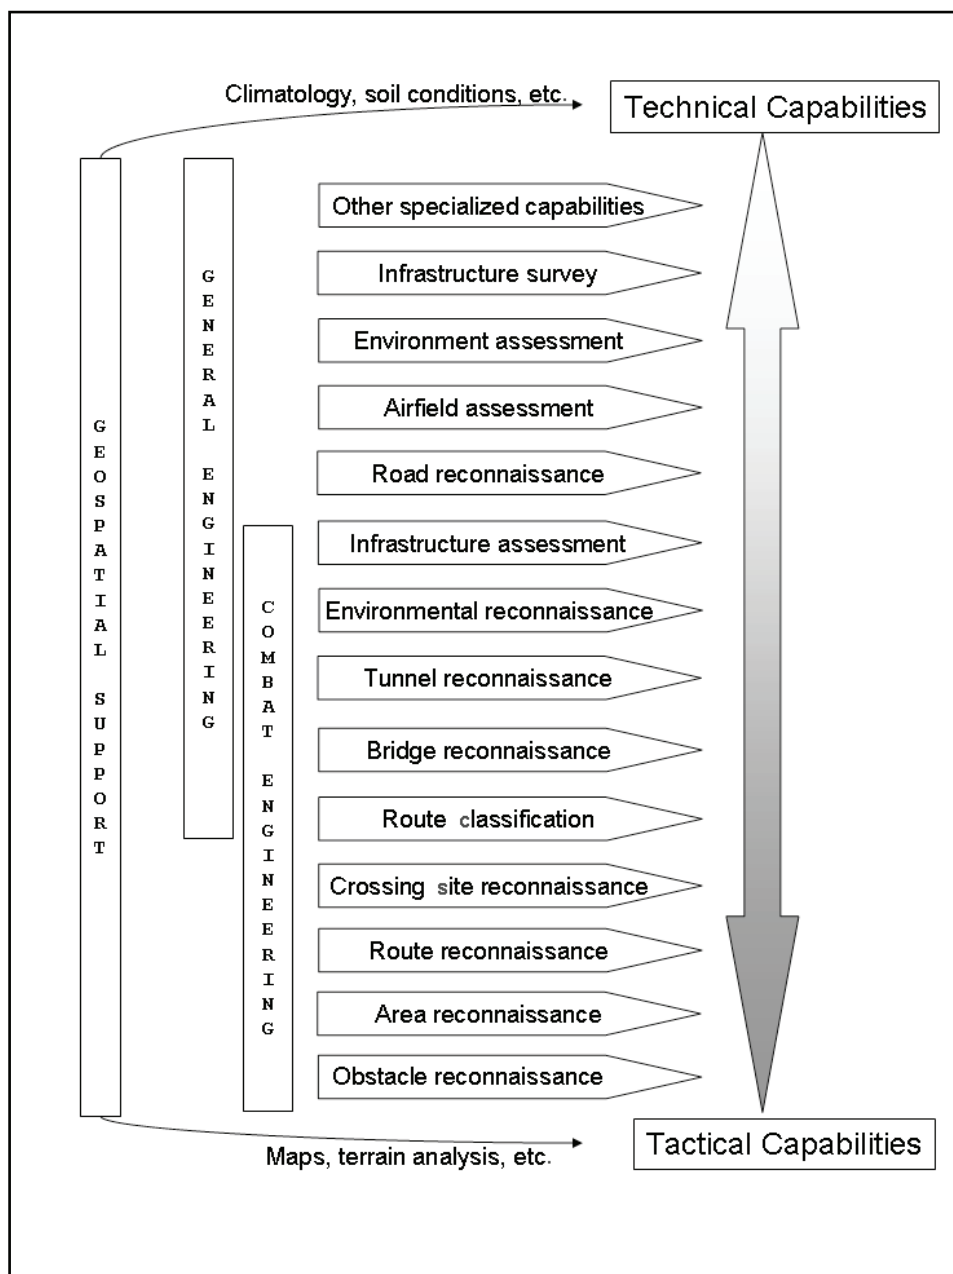 Climatology, soil conditions, etc.
Technical Capabilities
GEOSPATIAL SUPPORT
GENERAL ENGINEERING
COMBAT ENGINEERING
Other specialized capabilities
Infrastructure survey
Environment assessment
Airfield assessment
Road reconnaissance
Infrastructure assessment
Environmental reconnaissance
Tunnel reconnaissance
Bridge reconnaissance
Route classification
Crossing site reconnaissance
Route reconnaissance
Area reconnaissance
Obstacle reconnaissance
Maps, terrain analysis, etc.
Tactical Capabilities